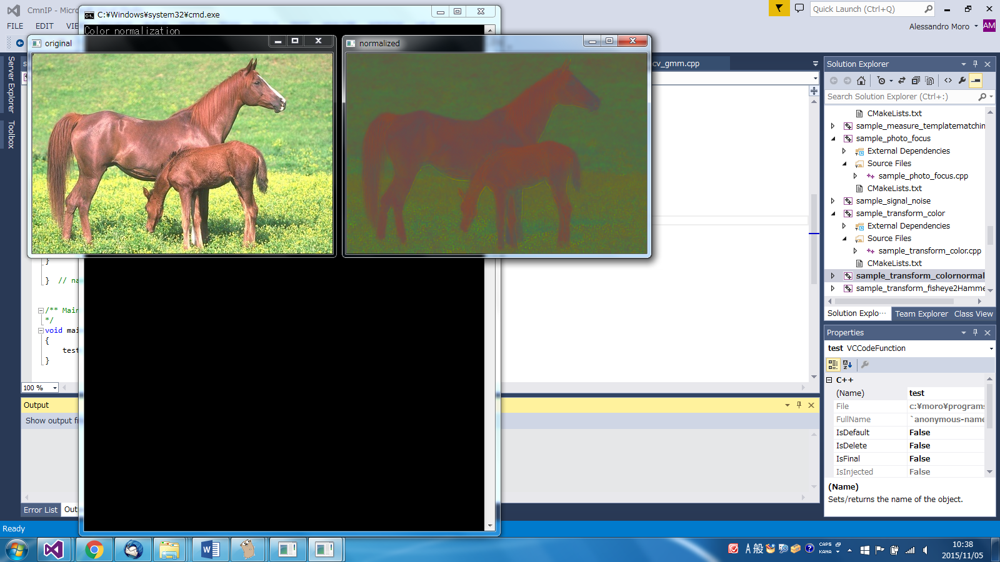 CmnIP - Micros
C:¥Windows¥system32¥cmd.exe
Quick Launch (Ctrl+Q)
FILE EDIT VIE
Alessandro Moro AM
Color normalization
original
normalized
cv_gmm.cpp
Server Explorer
Toolbox
Solution Explorer
Search Solution Explorer (Ctrl+:)
CMakeLists.txt
sample_measure_templatematchin
sample_photo_focus
External Dependencies
Source Files
sample_photo_focus.cpp
CMakeLists.txt
sample_signal_noise
sample_transform_color
External Dependencies
Source Files
sample_transform_color.cpp
CMakeLists.txt
sample_transform_colornormal
sample_transform_fisheye2Hamme
Solution Explo··· Team Explorer Class View
}
} // na
/** Main
*/
void mai
{
test
}
100 %
Output
Show output fr
Error List Out
Properties
test VCCodeFunction
C++
(Name) test
File c:¥moro¥programs
FullName `anonymous-name
IsDefault False
IsDelete False
IsFinal False
IsInjected False
(Name)
Sets/returns the name of the object.
Ready
A 般 CAPS KANA
10:38
2015/11/05